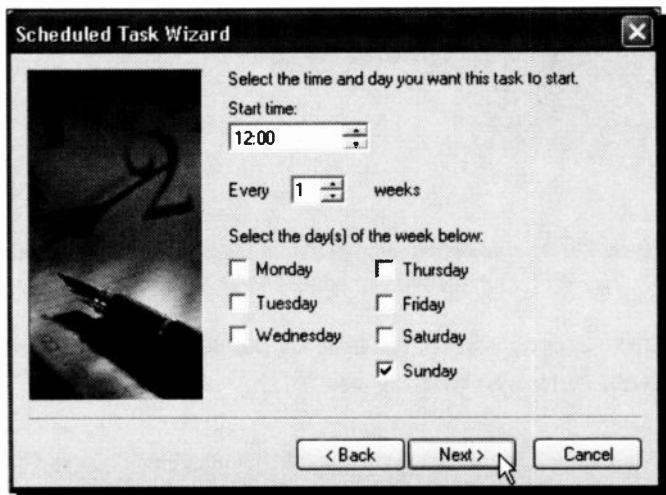 Scheduled Task Wizard
Select the time and day you want this task to start.
Start time:
12:00
Every 1 weeks
Select the day(s) of the week below:
Monday Thursday
Tuesday Friday
Wednesday Saturday
Sunday
< Back Next > Cancel